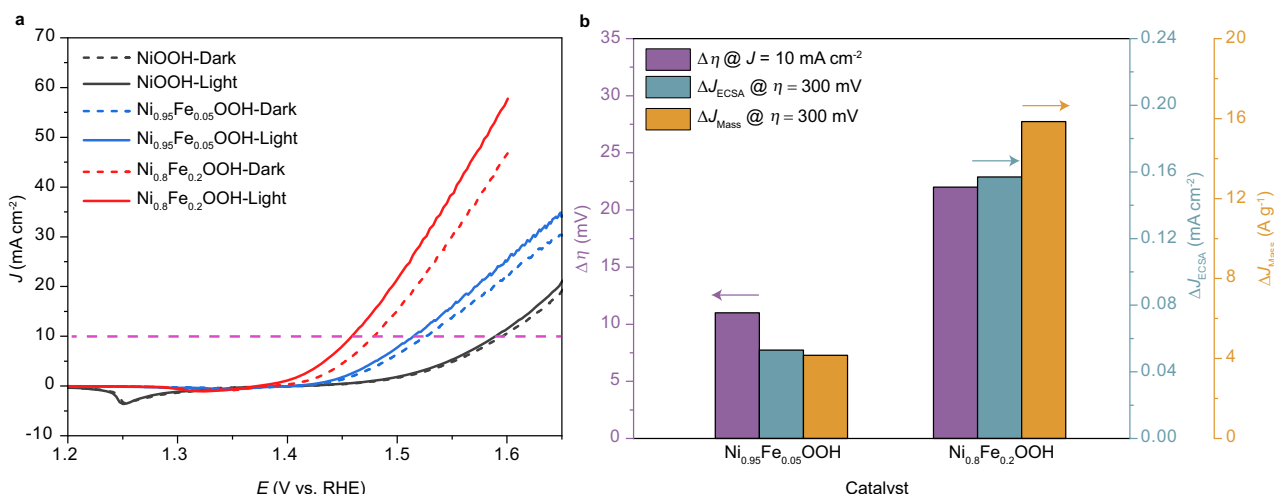 a
70
60
50
40
30
20
10
0
-10
J (mA cm⁻²)
NiOOH-Dark
NiOOH-Light
Ni₀.₉₅Fe₀.₀₅OOH-Dark
Ni₀.₉₅Fe₀.₀₅OOH-Light
Ni₀.₈Fe₀.₂OOH-Dark
Ni₀.₈Fe₀.₂OOH-Light
1.2 1.3 1.4 1.5 1.6
E (V vs. RHE)
b
35
30
25
20
15
10
5
0
Δη (mV)
Δη @ J = 10 mA cm⁻²
ΔJECSA @ η = 300 mV
ΔJMass @ η = 300 mV
0.24
0.20
0.16
0.12
0.08
0.04
0.00
ΔJECSA (mA cm⁻²)
20
16
12
8
4
0
ΔJMass (A g⁻¹)
Ni₀.₉₅Fe₀.₀₅OOH Ni₀.₈Fe₀.₂OOH
Catalyst